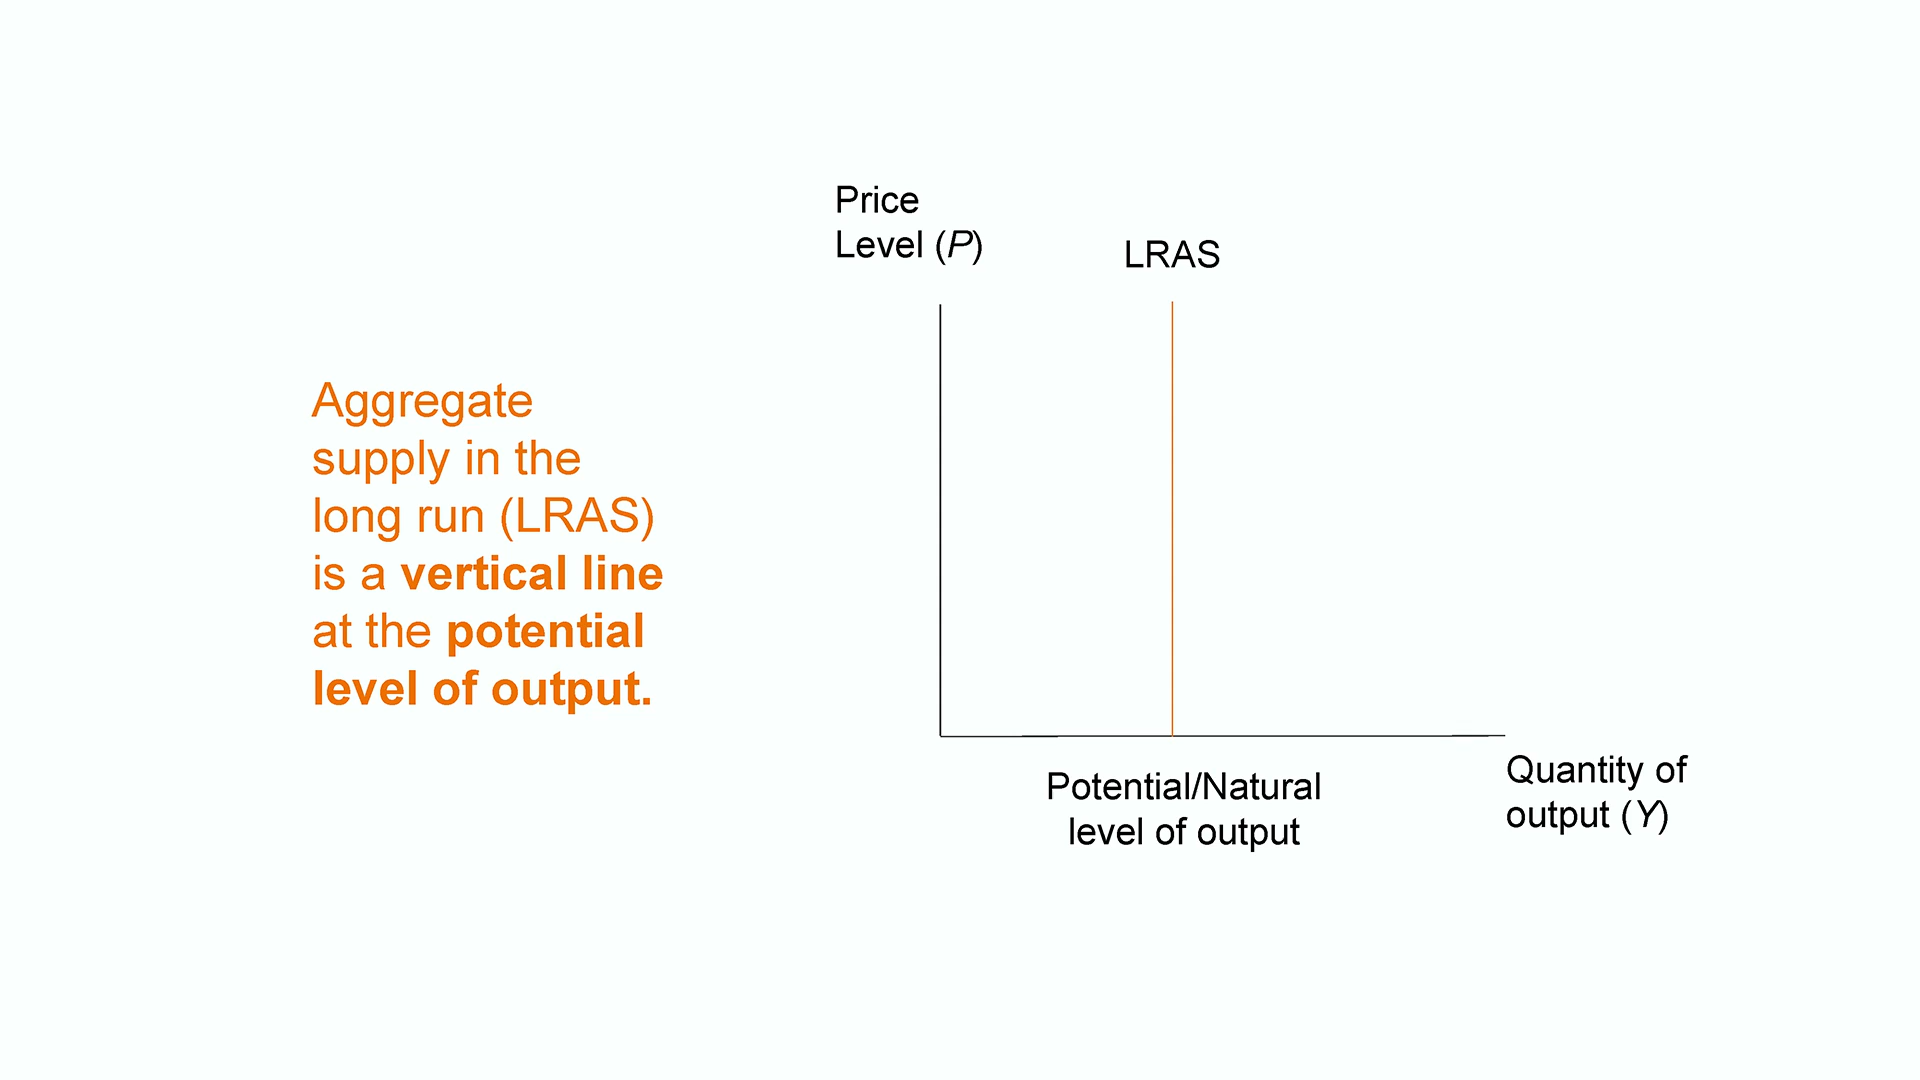 Price
Level (P)
LRAS
Aggregate
supply in the
long run (LRAS)
is a vertical line
at the potential
level of output.
Potential/Natural
level of output
Quantity of
output (Y)